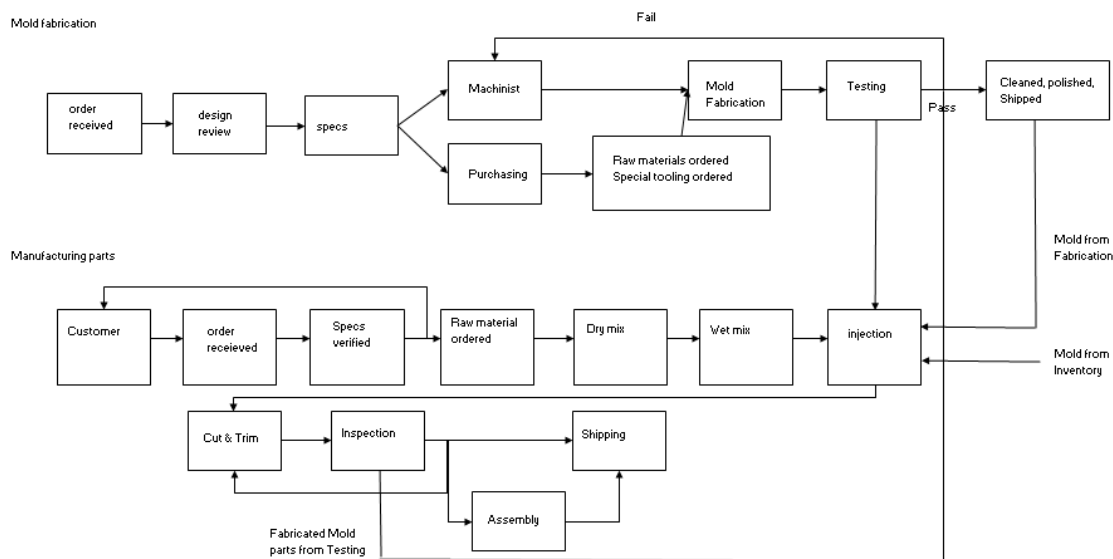 Mold fabrication
Fail
order
received
design
review
specs
Machinist
Purchasing
Raw materials ordered
Special tooling ordered
Mold
Fabrication
Testing
Pass
Cleaned, polished,
Shipped
Mold from
Fabrication
Manufacturing parts
Customer
order
receieved
Specs
verified
Raw material
ordered
Dry mix
Wet mix
injection
Mold from
Inventory
Cut & Trim
Inspection
Shipping
Assembly
Fabricated Mold
parts from Testing